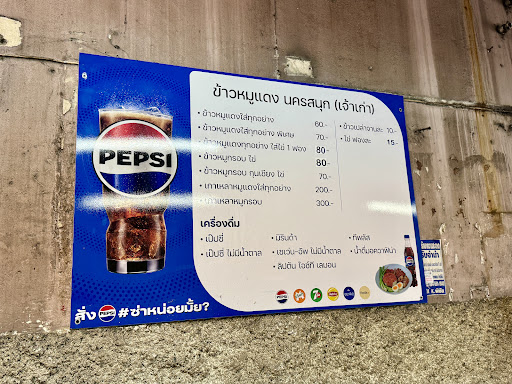 ข้าวหมูแดง นครสนุก (เจ้าเก่า)
• ข้าวหมูแดงใส่ทุกอย่าง 60.-
• ข้าวหมูแดงใส่ทุกอย่าง พิเศษ 70.-
• ข้าวหมูแดงทุกอย่าง ใส่ไข่ 1 ฟอง 80-
• ข้าวหมูกรอบ ไข่ 80-
• ข้าวหมูกรอบ กุนเชียง ไข่ 70.-
• เกาเหลาหมูแดงใส่ทุกอย่าง 200.-
• เกาเหลาหมูกรอบ 300.-
• ข้าวเปล่าจานละ 10.-
• ไข่ ฟองละ 15-
เครื่องดื่ม
• เป๊ปซี่
• เป๊ปซี่ ไม่มีน้ำตาล
• มิรินด้า
• เซเว่น-อัพ ไม่มีน้ำตาล
• ลิปตัน ไอซ์ที เลมอน
• ทีพลัส
• น้ำดื่มอควาฟิน่า
PEPSI
สั่ง PEPSI #ซ่าหน่อยมั้ย?